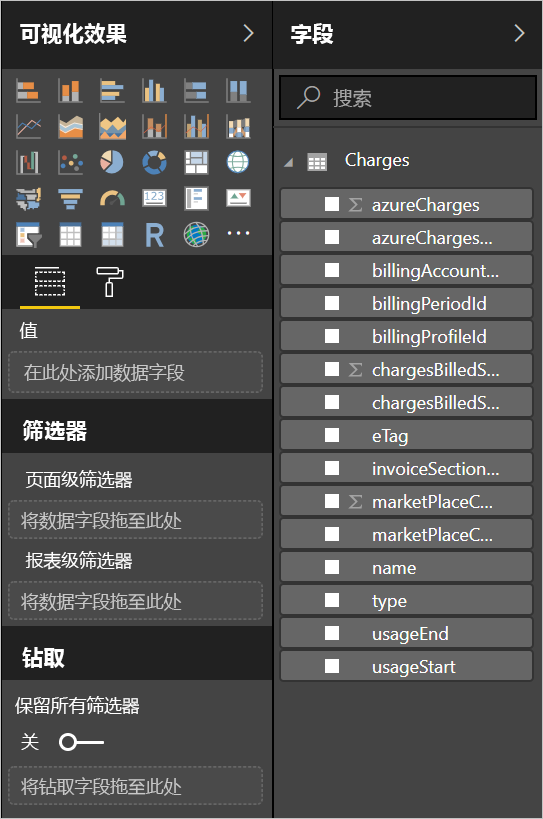 可视化效果
123
R
值
在此处添加数据字段
筛选器
页面级筛选器
将数据字段拖至此处
报表级筛选器
将数据字段拖至此处
钻取
保留所有筛选器
关
将钻取字段拖至此处
字段
搜索
Charges
Σ azureCharges
azureCharges...
billingAccount...
billingPeriodId
billingProfileId
Σ chargesBilledS...
chargesBilledS...
eTag
invoiceSection...
Σ marketPlaceC...
marketPlaceC...
name
type
usageEnd
usageStart